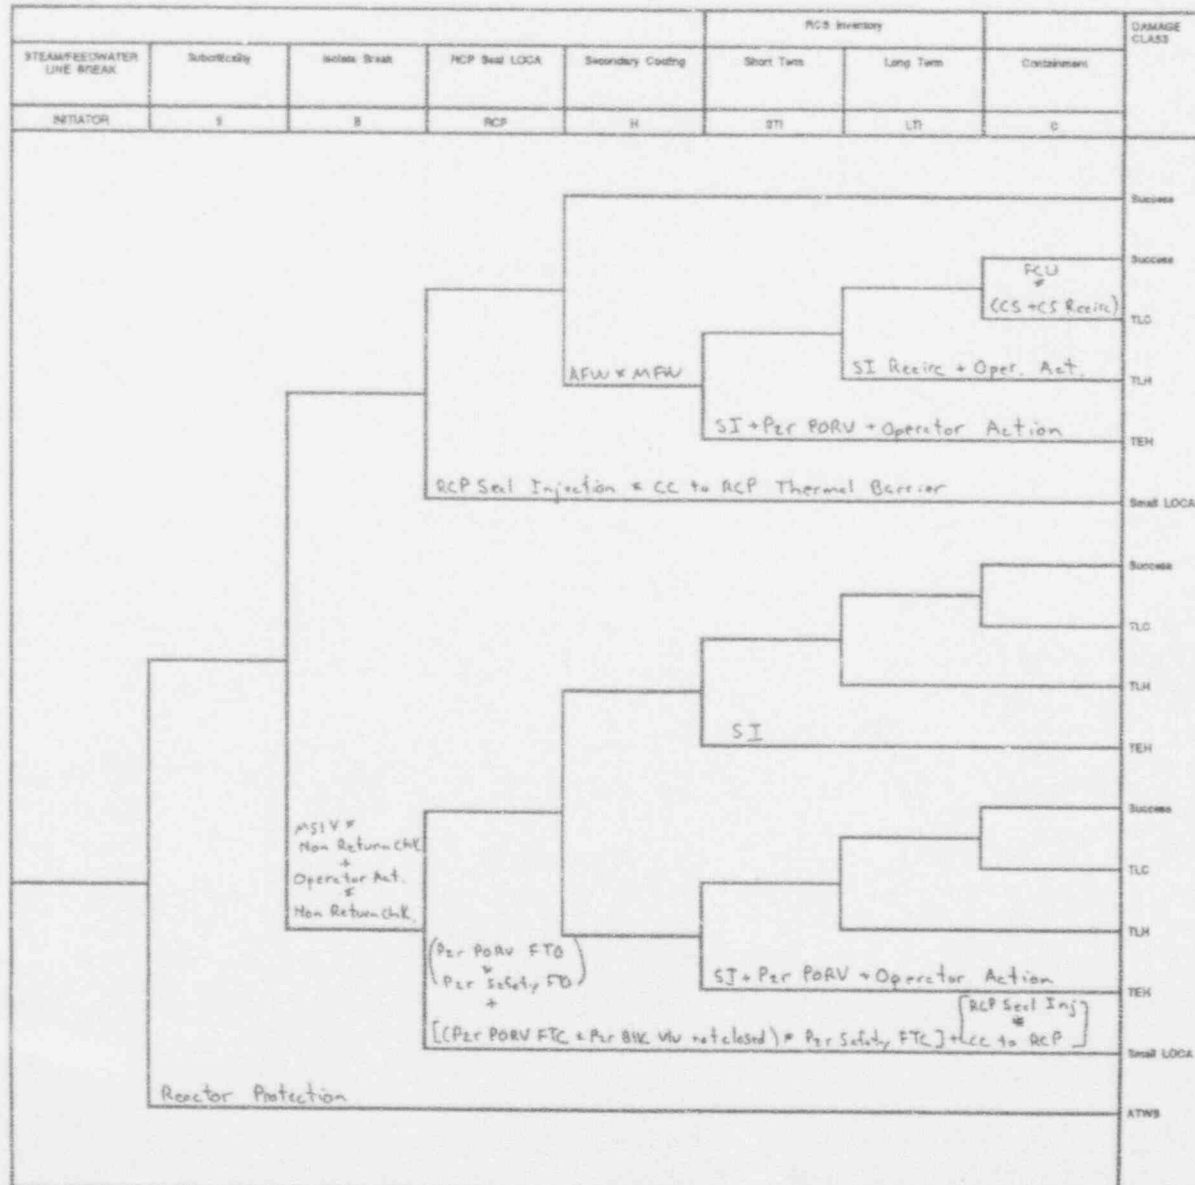 RCS Inventory
DAMAGE
CLASS
STEAM/FEEDWATER
LINE BREAK
Subcriticality
Isolate Break
RCP Seal LOCA
Secondary Cooling
Short Term
Long Term
Containment
INITIATOR
S
B
RCP
H
STI
LTI
C
Success
Success
FCU
*
(CS + CS Recirc)
TLC
AFW * MFW
SI Recirc + Oper. Act.
TLH
SI + Pzr PORV + Operator Action
TEH
RCP Seal Injection * CC to RCP Thermal Barrier
Small LOCA
Success
TLC
TLH
SI
TEH
Success
MSIV *
Non Return Chk
+
Operator Act.
*
Non Return Chk.
TLC
TLH
(Pzr PORV FTO
*
Pzr Safety FTO)
+
SI + Pzr PORV + Operator Action
TEH
[RCP Seal Inj
*
CC to RCP]
[(Pzr PORV FTC * Pzr Blk Vlv not closed) * Pzr Safety FTC] +
Small LOCA
Reactor Protection
ATWS